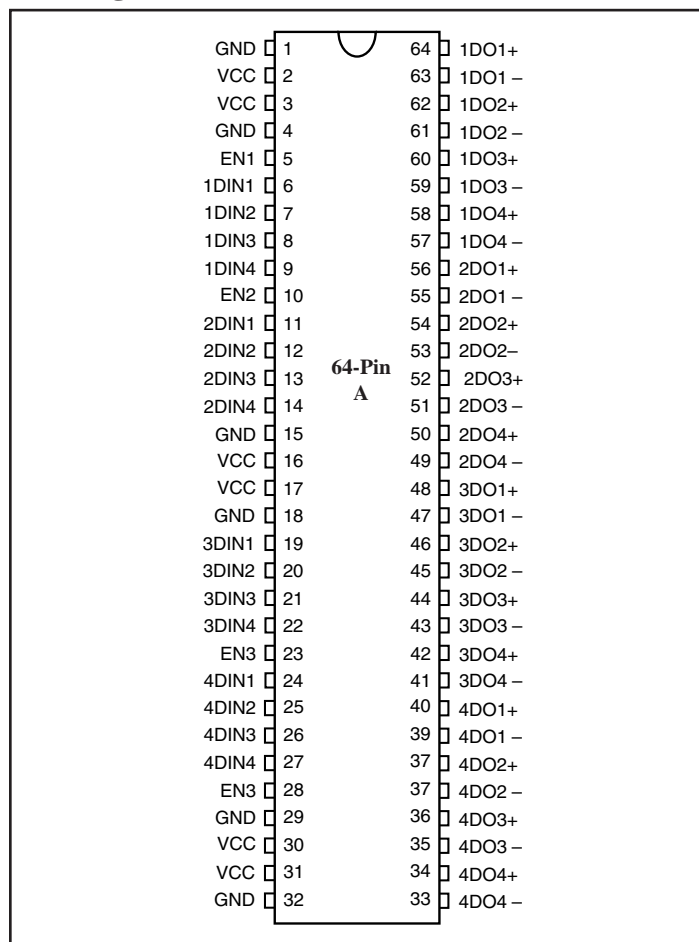 GND 1 64 1DO1+
VCC 2 63 1DO1 –
VCC 3 62 1DO2+
GND 4 61 1DO2 –
EN1 5 60 1DO3+
1DIN1 6 59 1DO3 –
1DIN2 7 58 1DO4+
1DIN3 8 57 1DO4 –
1DIN4 9 56 2DO1+
EN2 10 55 2DO1 –
2DIN1 11 54 2DO2+
2DIN2 12 53 2DO2–
2DIN3 13 64-Pin 52 2DO3+
2DIN4 14 A 51 2DO3 –
GND 15 50 2DO4+
VCC 16 49 2DO4 –
VCC 17 48 3DO1+
GND 18 47 3DO1 –
3DIN1 19 46 3DO2+
3DIN2 20 45 3DO2 –
3DIN3 21 44 3DO3+
3DIN4 22 43 3DO3 –
EN3 23 42 3DO4+
4DIN1 24 41 3DO4 –
4DIN2 25 40 4DO1+
4DIN3 26 39 4DO1 –
4DIN4 27 37 4DO2+
EN3 28 37 4DO2 –
GND 29 36 4DO3+
VCC 30 35 4DO3 –
VCC 31 34 4DO4+
GND 32 33 4DO4 –